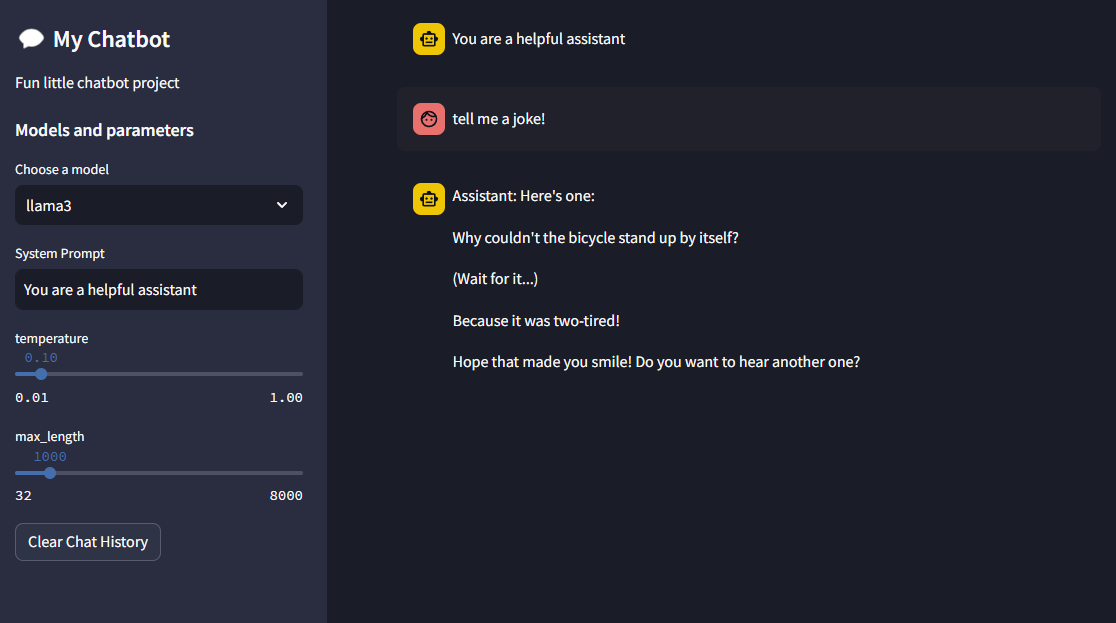 My Chatbot
Fun little chatbot project
Models and parameters
Choose a model
llama3
System Prompt
You are a helpful assistant
temperature
0.10
0.01 1.00
max_length
1000
32 8000
Clear Chat History
You are a helpful assistant
tell me a joke!
Assistant: Here's one:
Why couldn't the bicycle stand up by itself?
(Wait for it...)
Because it was two-tired!
Hope that made you smile! Do you want to hear another one?